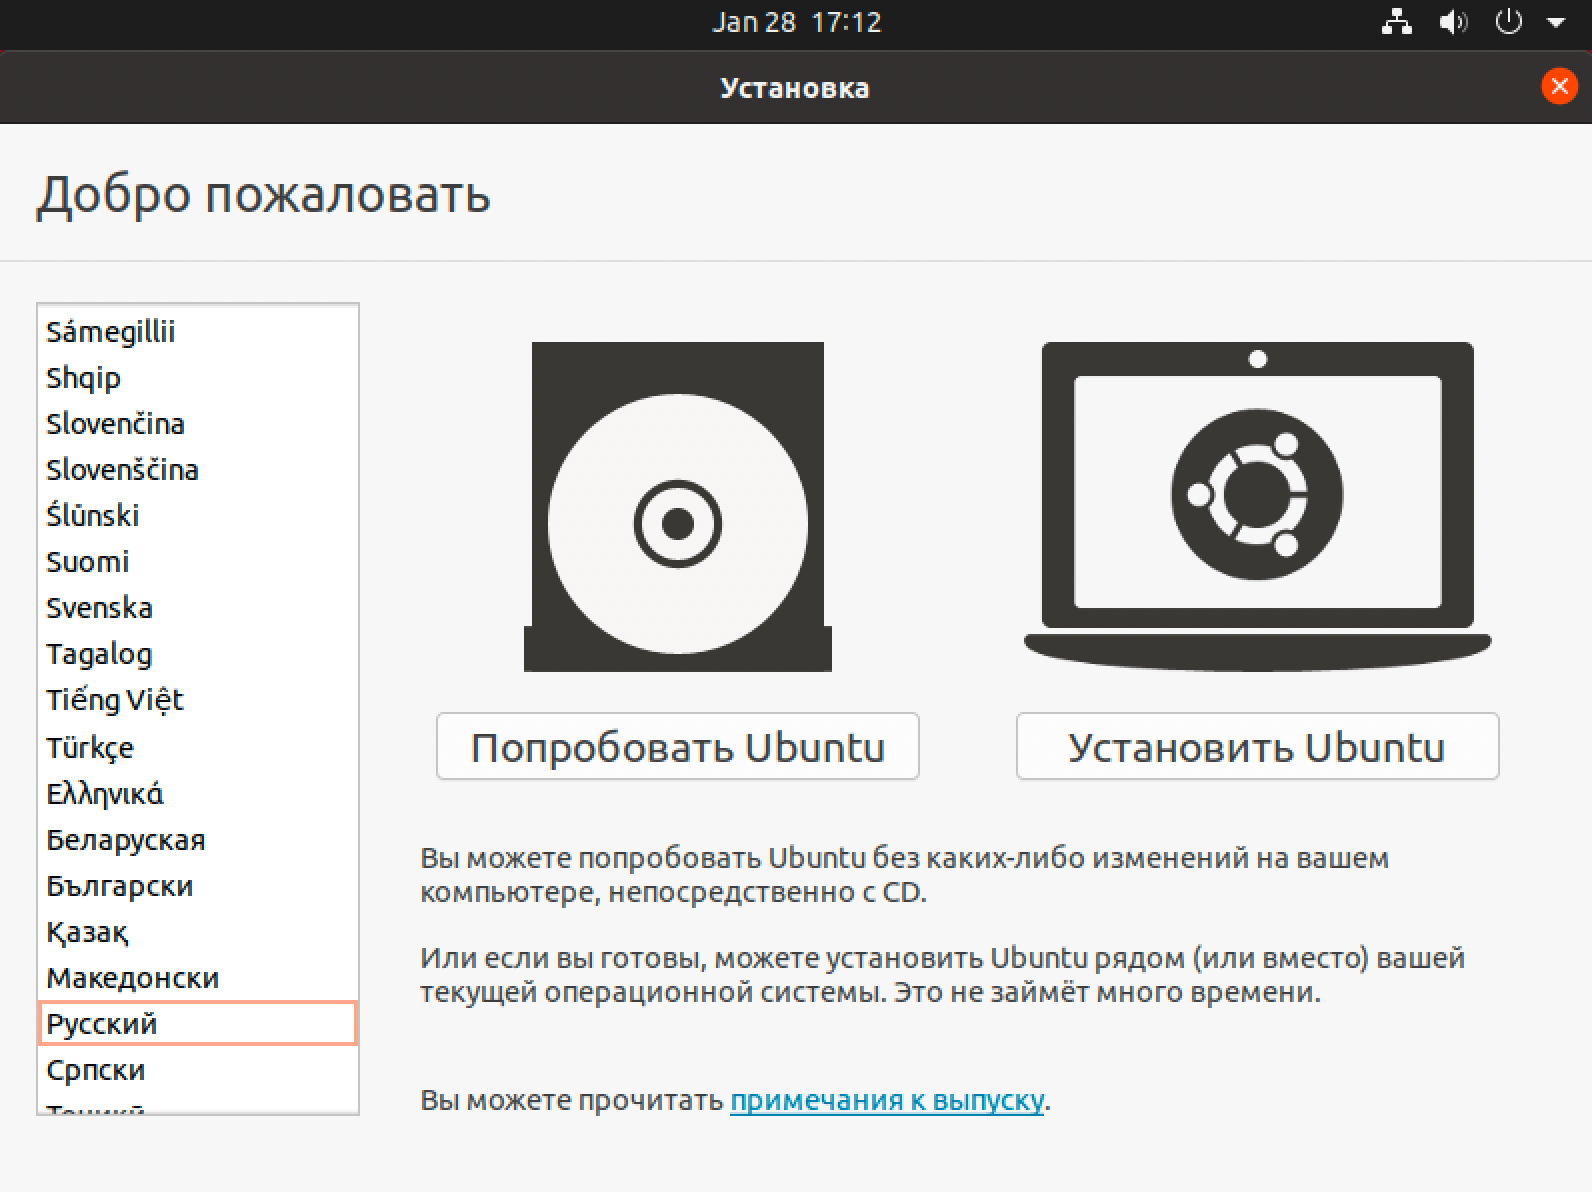 Jan 28 17:12
Установка
Добро пожаловать
Sámegillii
Shqip
Slovenčina
Slovenščina
Ślůnski
Suomi
Svenska
Tagalog
Tiếng Việt
Türkçe
Ελληνικά
Беларуская
Български
Қазақ
Македонски
Русский
Српски
Попробовать Ubuntu
Установить Ubuntu
Вы можете попробовать Ubuntu без каких-либо изменений на вашем
компьютере, непосредственно с CD.
Или если вы готовы, можете установить Ubuntu рядом (или вместо) вашей
текущей операционной системы. Это не займёт много времени.
Вы можете прочитать примечания к выпуску.